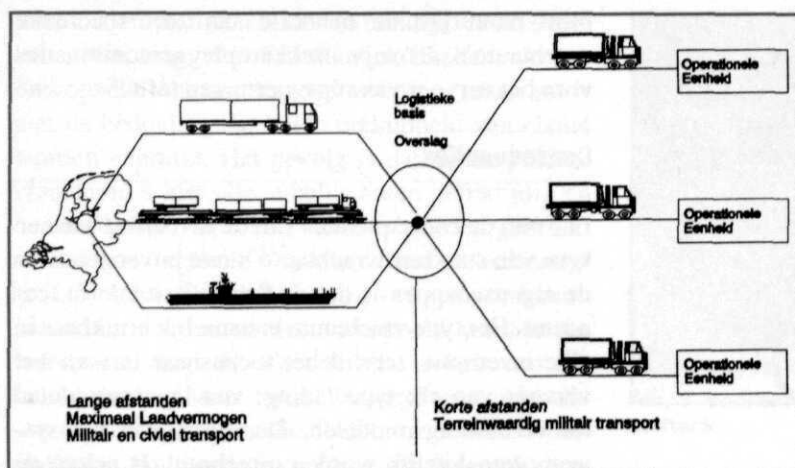 Logistieke
basis
Overslag
Operationele
Eenheid
Operationele
Eenheid
Operationele
Eenheid
Lange afstanden
Maximaal Laadvermogen
Militair en civiel transport
Korte afstanden
Terreinwaardig militair transport